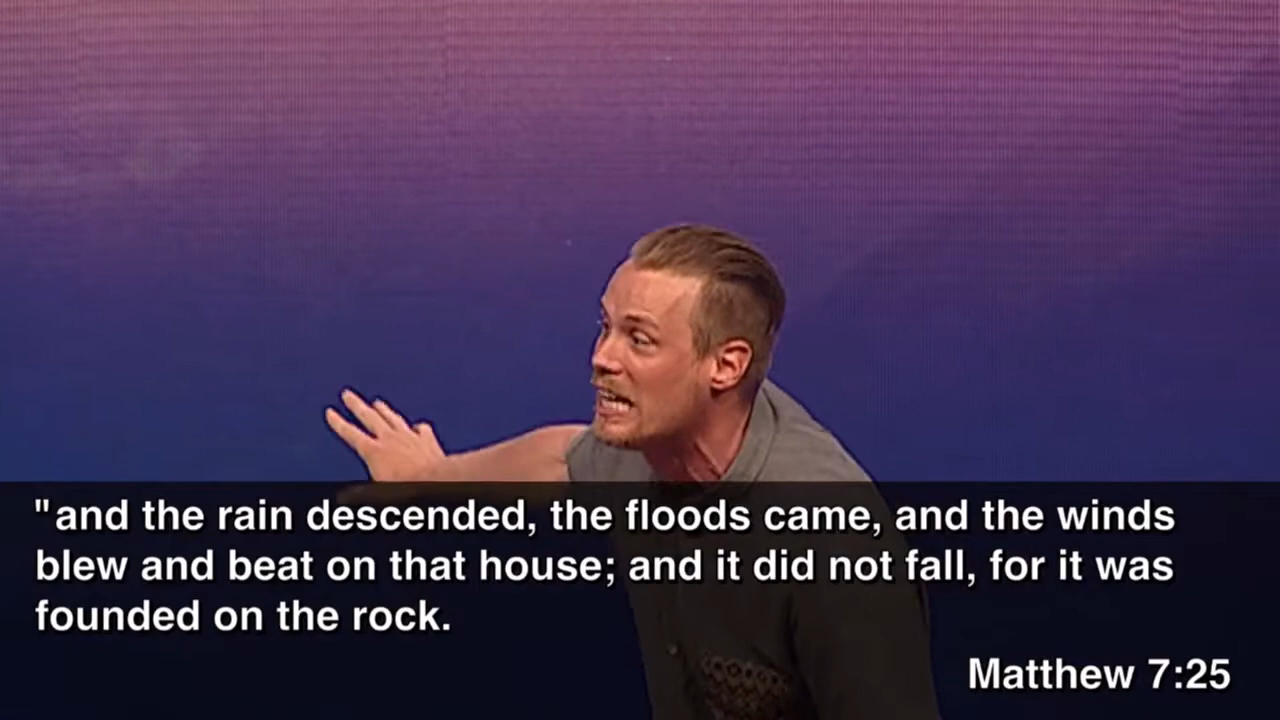 "and the rain descended, the floods came, and the winds
blew and beat on that house; and it did not fall, for it was
founded on the rock.
Matthew 7:25